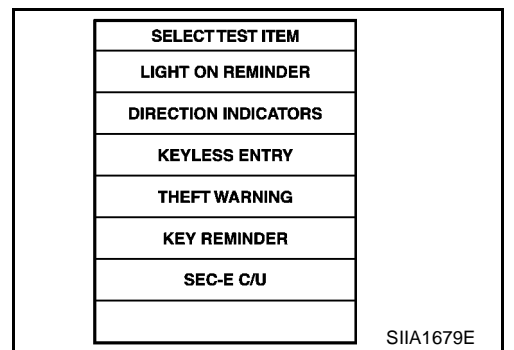 SELECT TEST ITEM
LIGHT ON REMINDER
DIRECTION INDICATORS
KEYLESS ENTRY
THEFT WARNING
KEY REMINDER
SEC-E C/U
SIIA1679E